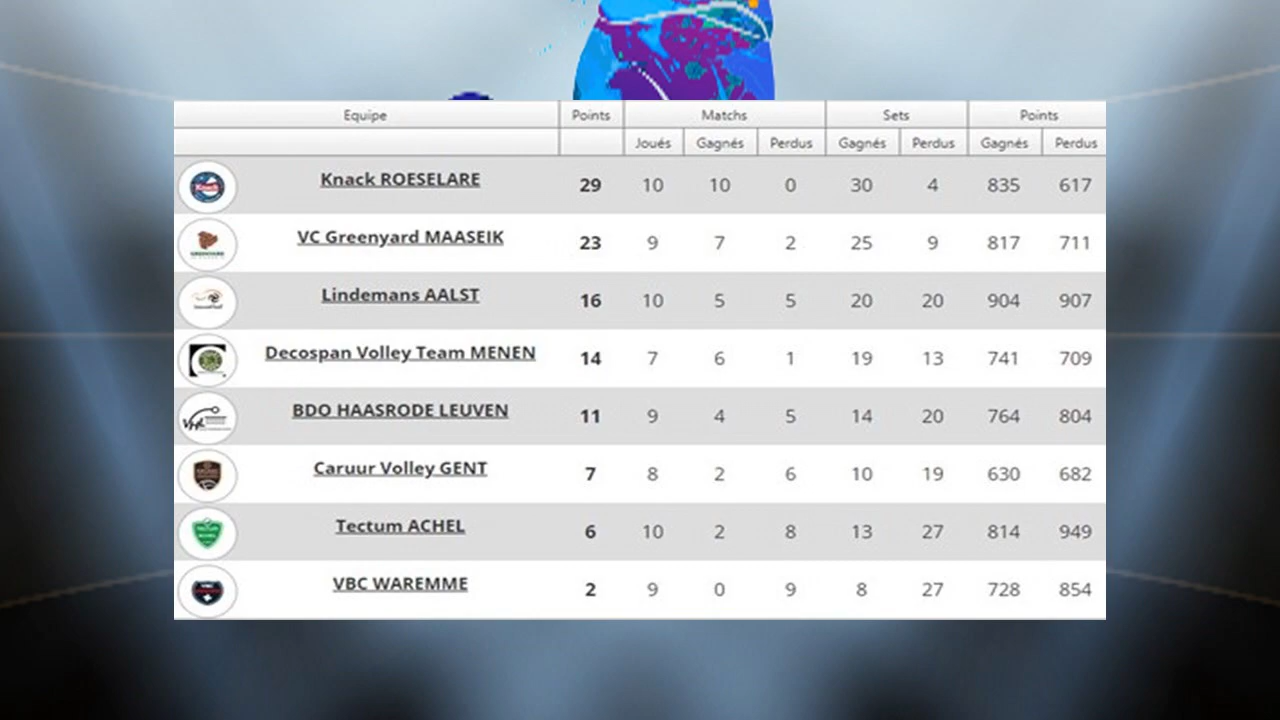 Equipe Points Matchs Sets Points
Joués Gagnés Perdus Gagnés Perdus Gagnés Perdus
Knack ROESELARE 29 10 10 0 30 4 835 617
VC Greenyard MAASEIK 23 9 7 2 25 9 817 711
Lindemans AALST 16 10 5 5 20 20 904 907
Decospan Volley Team MENEN 14 7 6 1 19 13 741 709
BDO HAASRODE LEUVEN 11 9 4 5 14 20 764 804
Caruur Volley GENT 7 8 2 6 10 19 630 682
Tectum ACHEL 6 10 2 8 13 27 814 949
VBC WAREMME 2 9 0 9 8 27 728 854